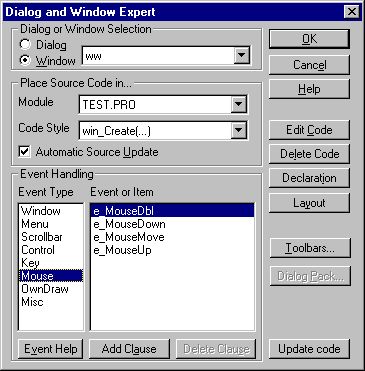 Dialog and Window Expert
Dialog or Window Selection
Dialog
Window
ww
OK
Cancel
Help
Place Source Code in...
Module
TEST.PRO
Code Style
win_Create(...)
Automatic Source Update
Edit Code
Delete Code
Declaration
Layout
Event Handling
Event Type
Event or Item
Window
Menu
Scrollbar
Control
Key
Mouse
OwnDraw
Misc
e_MouseDbl
e_MouseDown
e_MouseMove
e_MouseUp
Toolbars...
Dialog Pack...
Event Help
Add Clause
Delete Clause
Update code